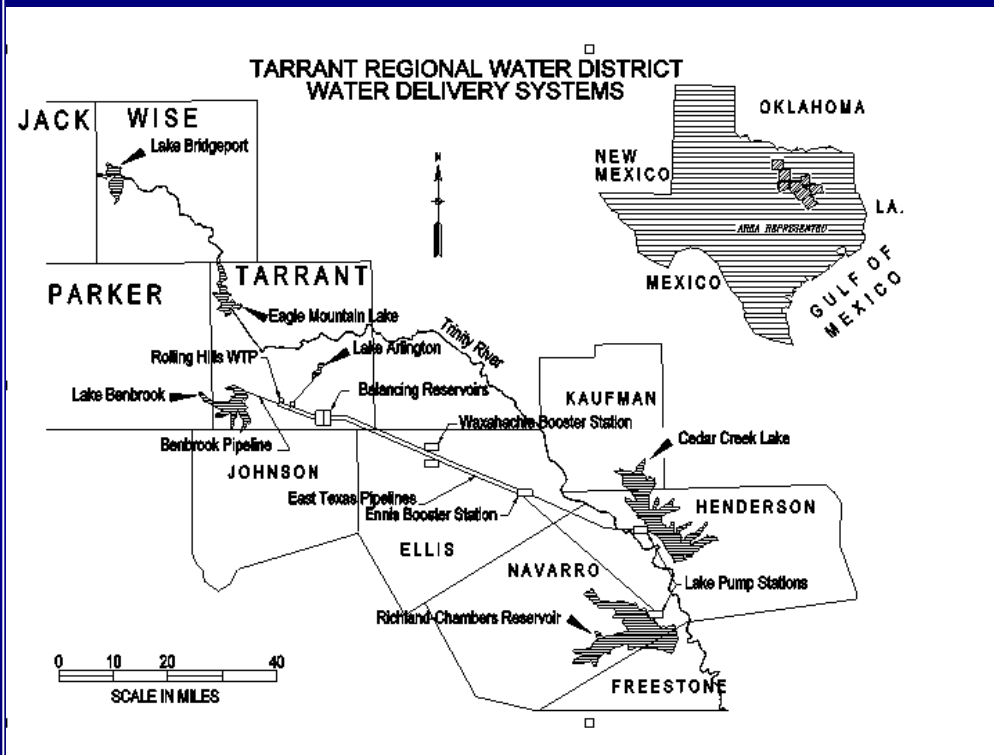 TARRANT REGIONAL WATER DISTRICT
WATER DELIVERY SYSTEMS
JACK
WISE
Lake Bridgeport
N
OKLAHOMA
NEW
MEXICO
LA.
AREA REPRESENTED
MEXICO
GULF OF
MEXICO
PARKER
TARRANT
Eagle Mountain Lake
Trinity River
Rolling Hills WTP
Lake Arlington
Lake Benbrook
Balancing Reservoirs
KAUFMAN
Waxahachie Booster Station
Benbrook Pipeline
Cedar Creek Lake
JOHNSON
East Texas Pipelines
Ennis Booster Station
HENDERSON
ELLIS
NAVARRO
Lake Pump Stations
Richland-Chambers Reservoir
FREESTONE
0 10 20 40
SCALE IN MILES